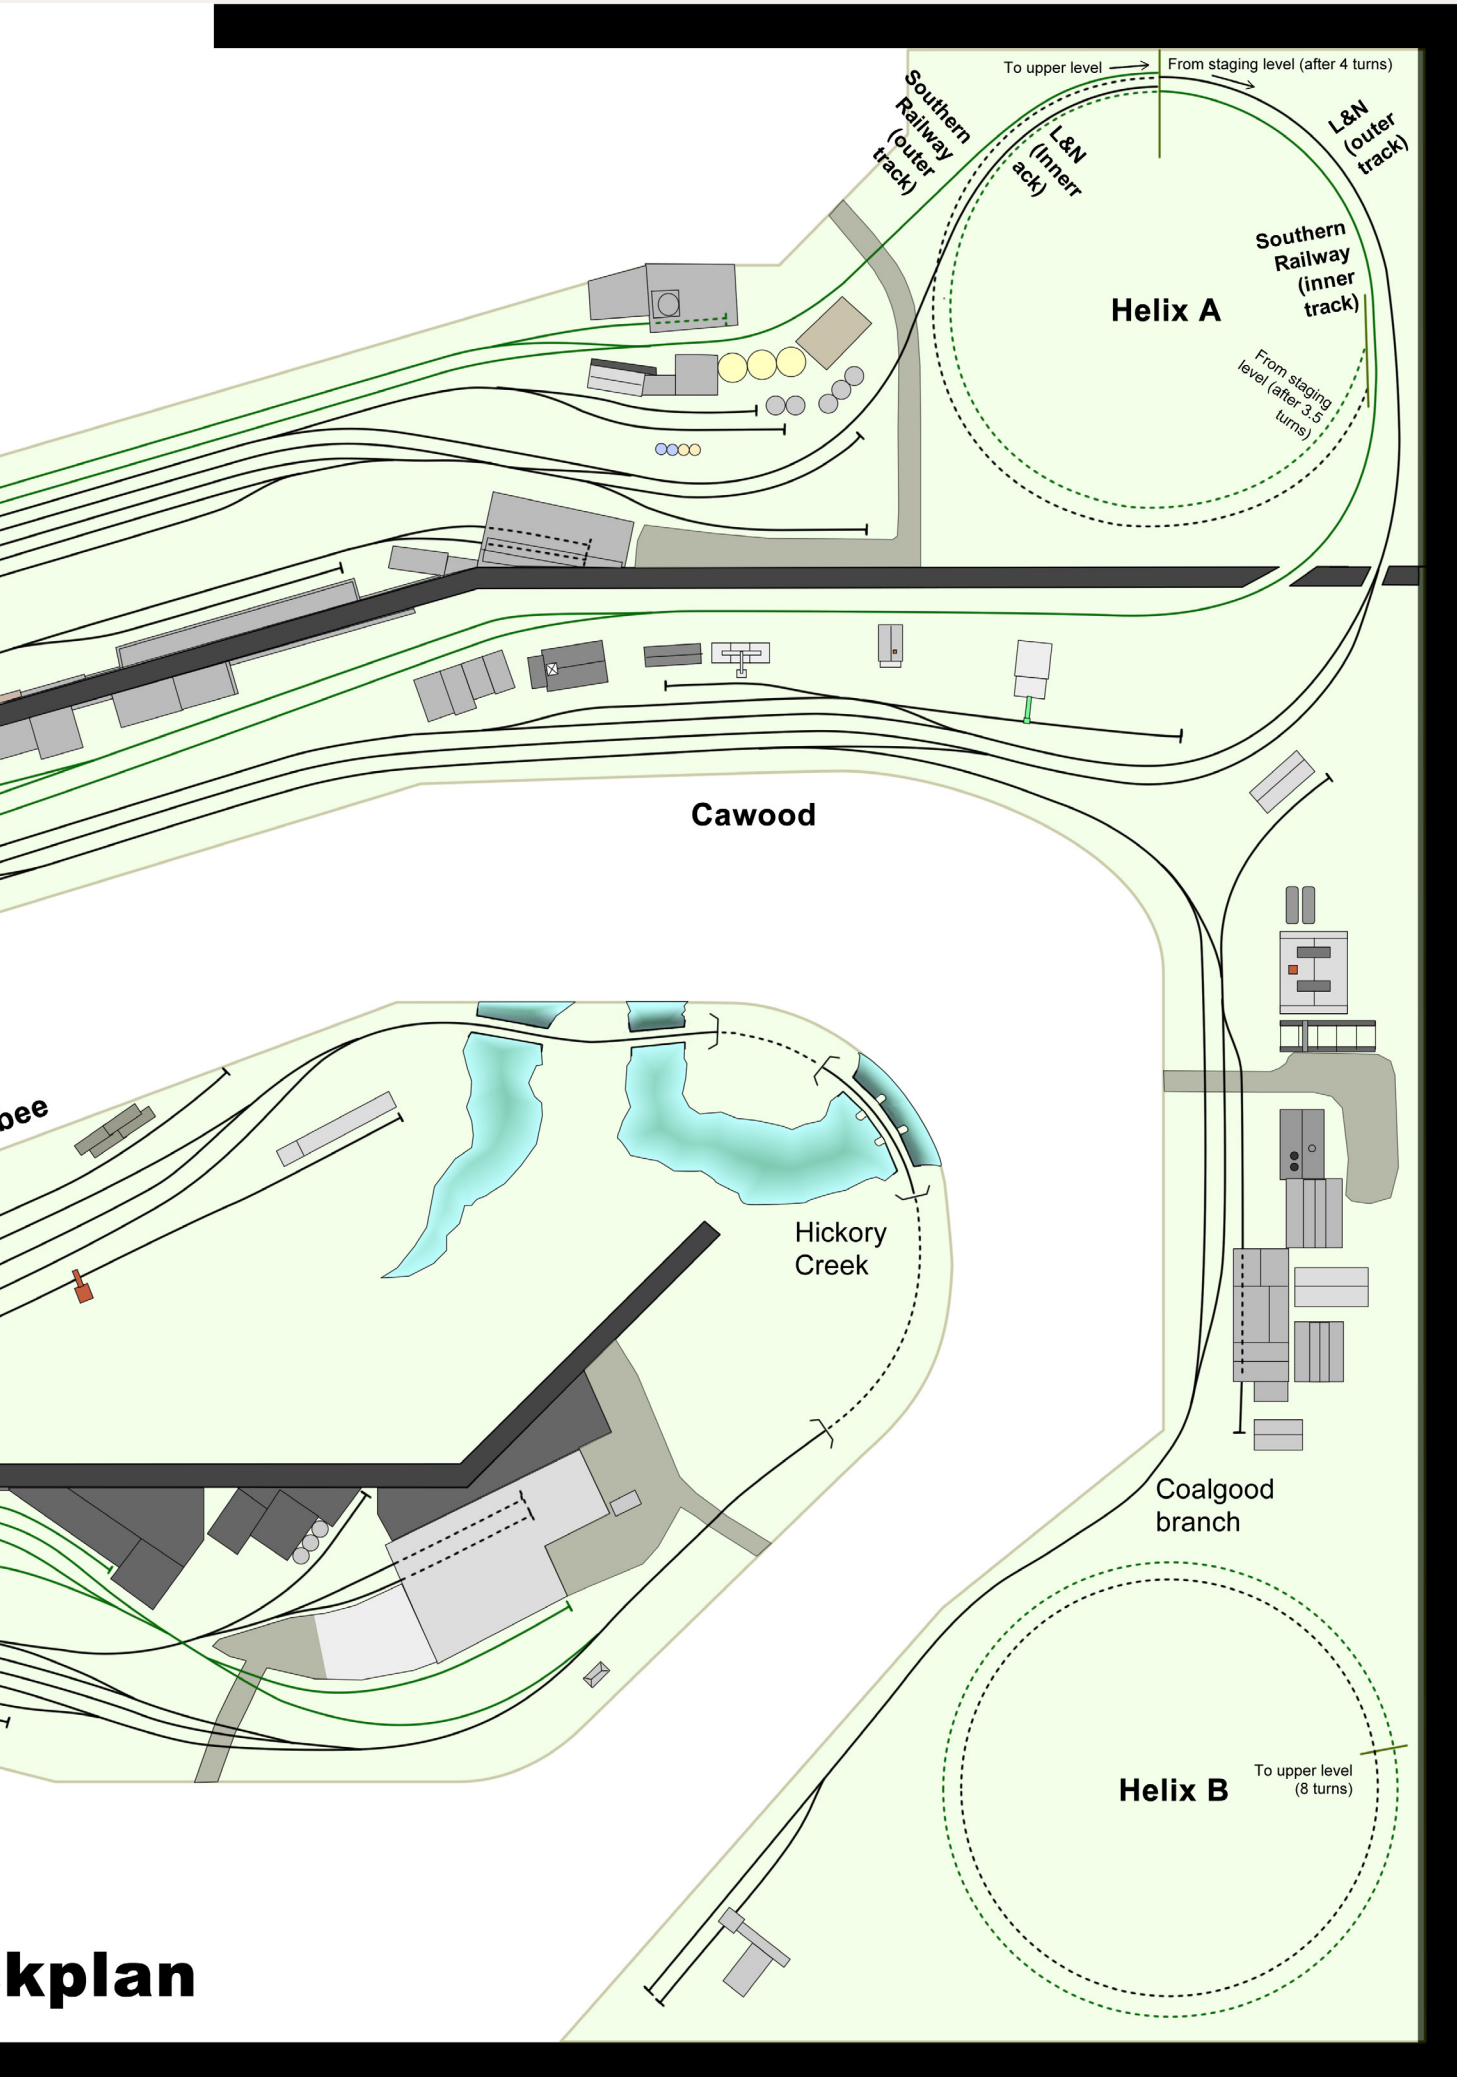 To upper level
From staging level (after 4 turns)
Southern
Railway
(outer
track)
L&N
(Innerr
ack)
L&N
(outer
track)
Southern
Railway
(inner
track)
Helix A
From staging
level (after 3.5
turns)
Cawood
bee
Hickory
Creek
Coalgood
branch
Helix B
To upper level
(8 turns)
kplan